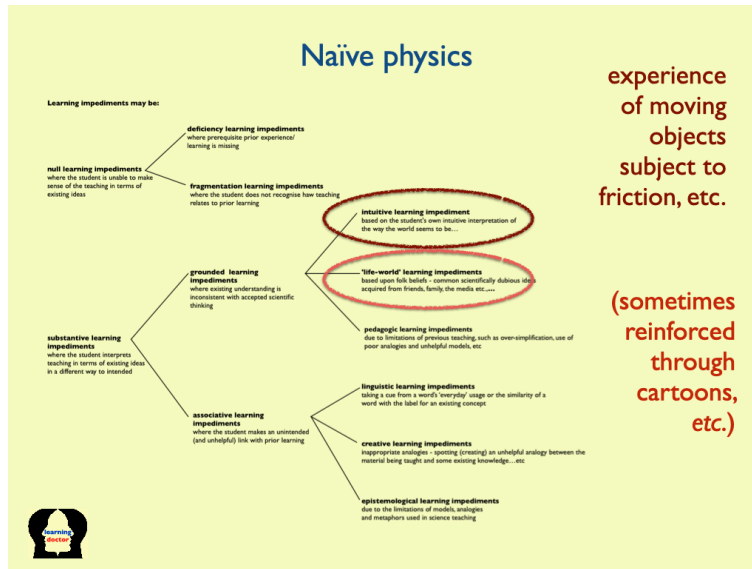 Naïve physics
experience
of moving
objects
subject to
friction, etc.
Learning impediments may be:
deficiency learning impediments
where prerequisite prior experience/
learning is missing
null learning impediments
where the student is unable to make
sense of the teaching in terms of
existing ideas
fragmentation learning impediments
where the student does not recognise how teaching
relates to prior learning
intuitive learning impediment
based on the student's own intuitive interpretation of
the way the world seems to be…
grounded learning
impediments
where existing understanding is
inconsistent with accepted scientific
thinking
'life-world' learning impediments
based upon folk beliefs - common scientifically dubious ideas
acquired from friends, family, the media etc.,...
(sometimes
reinforced
through
cartoons,
etc.)
pedagogic learning impediments
due to limitations of previous teaching, such as over-simplification, use of
poor analogies and unhelpful models, etc
substantive learning
impediments
where the student interprets
teaching in terms of existing ideas
in a different way to intended
linguistic learning impediments
taking a cue from a word's 'everyday' usage or the similarity of a
word with the label for an existing concept
associative learning
impediments
where the student makes an unintended
(and unhelpful) link with prior learning
creative learning impediments
inappropriate analogies - spotting (creating) an unhelpful analogy between the
material being taught and some existing knowledge…etc
epistemological learning impediments
due to the limitations of models, analogies
and metaphors used in science teaching
learning
doctor